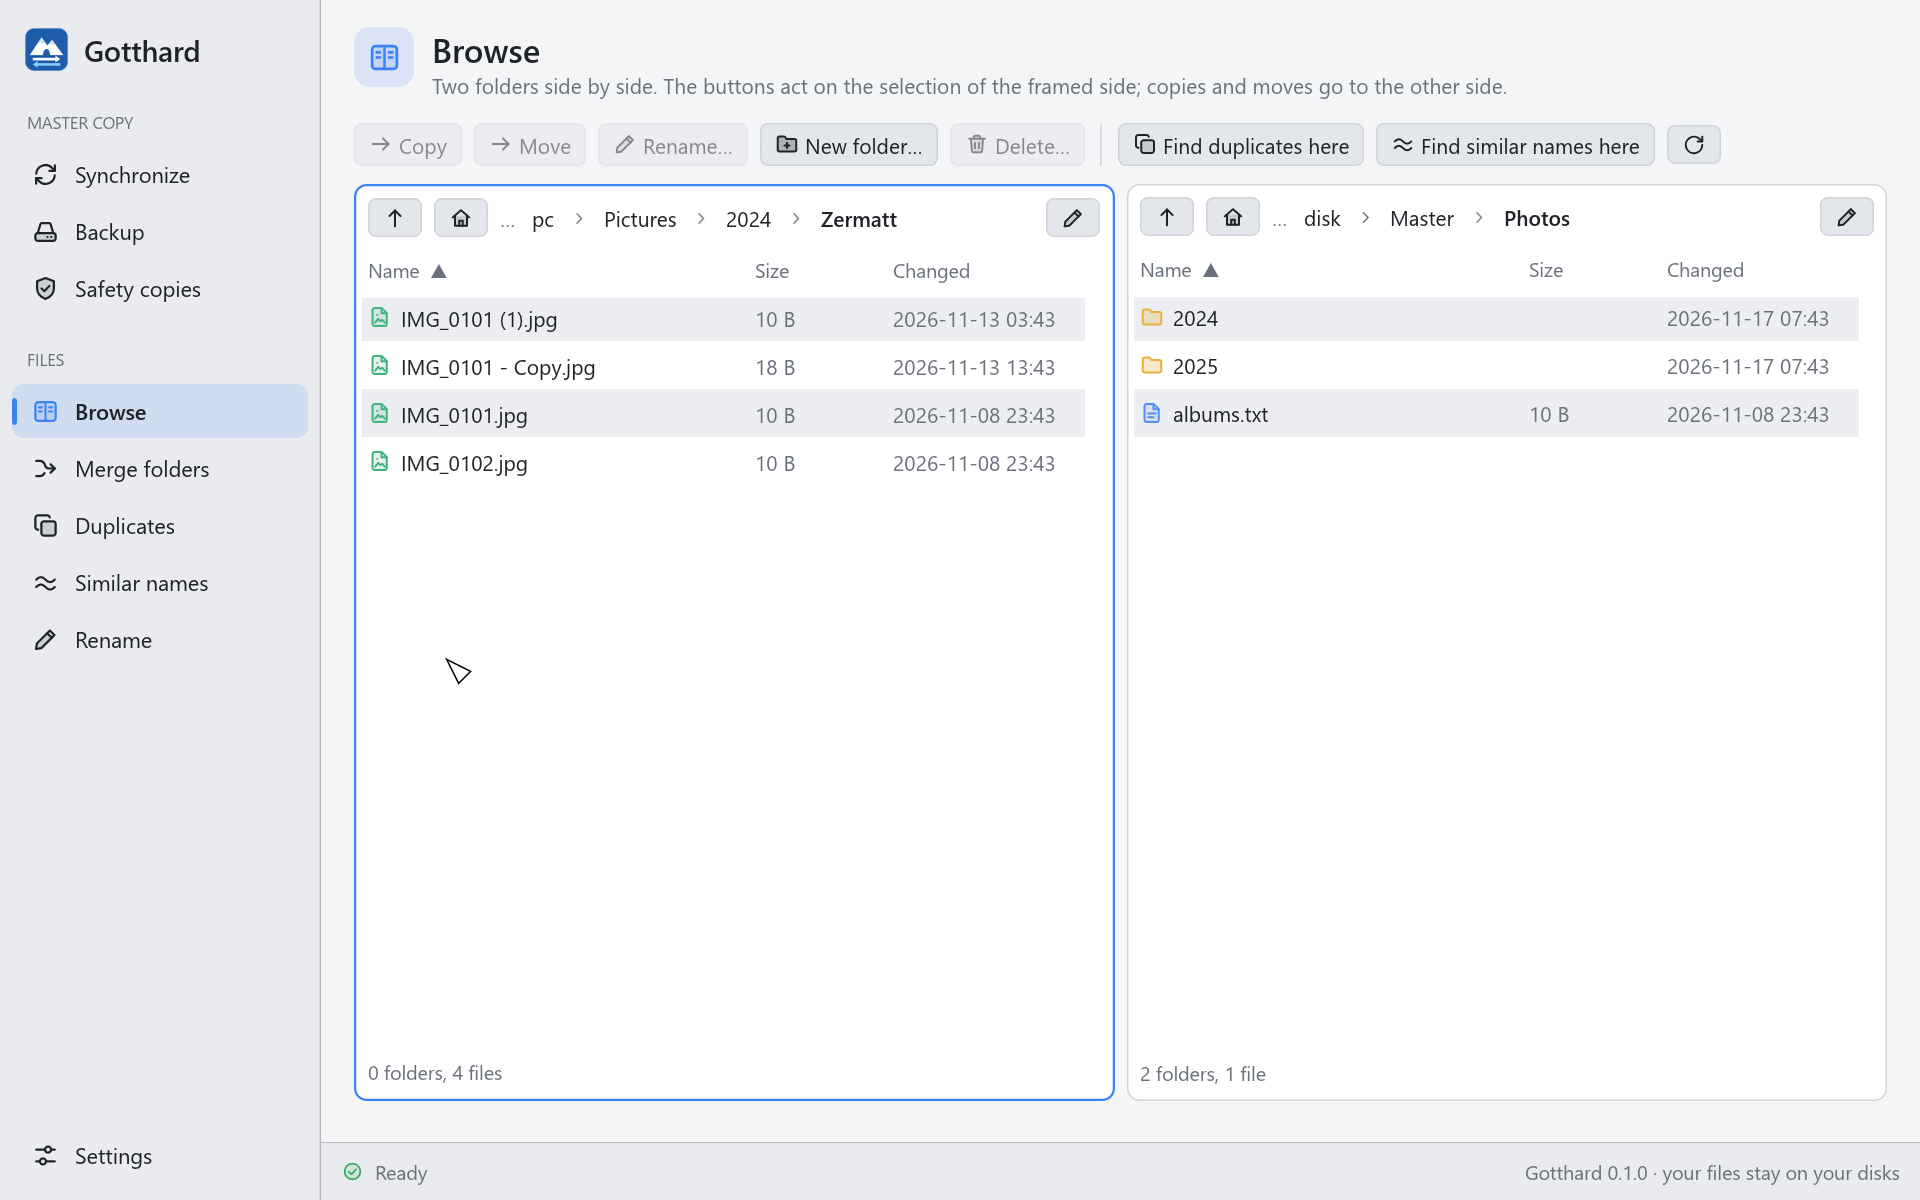 Gotthard
MASTER COPY
Synchronize
Backup
Safety copies
FILES
Browse
Merge folders
Duplicates
Similar names
Rename
Settings
Browse
Two folders side by side. The buttons act on the selection of the framed side; copies and moves go to the other side.
Copy Move Rename... New folder... Delete... Find duplicates here Find similar names here
... pc Pictures 2024 Zermatt
Name ▲ Size Changed
IMG_0101 (1).jpg 10 B 2026-11-13 03:43
IMG_0101 - Copy.jpg 18 B 2026-11-13 13:43
IMG_0101.jpg 10 B 2026-11-08 23:43
IMG_0102.jpg 10 B 2026-11-08 23:43
0 folders, 4 files
... disk Master Photos
Name ▲ Size Changed
2024 2026-11-17 07:43
2025 2026-11-17 07:43
albums.txt 10 B 2026-11-08 23:43
2 folders, 1 file
Ready
Gotthard 0.1.0 · your files stay on your disks